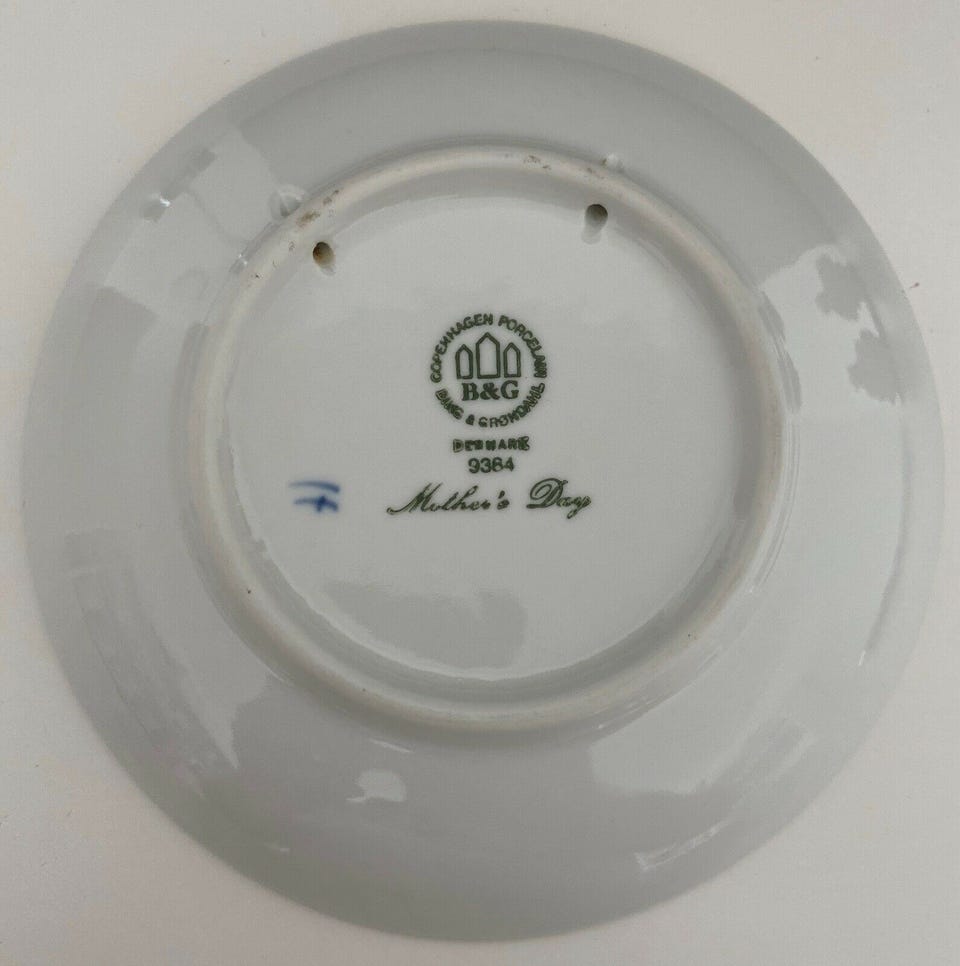 COPENHAGEN PORCELAIN
B&G
BING & GRØNDAHL
DENMARK
9384
Mother's Day